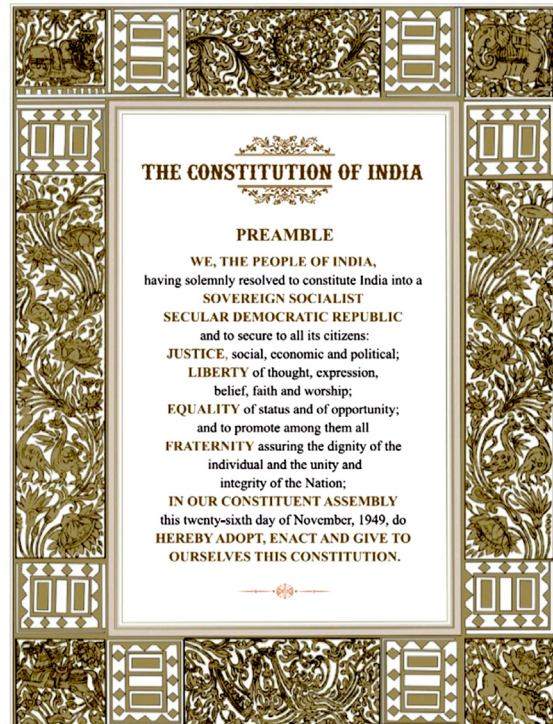 THE CONSTITUTION OF INDIA
PREAMBLE
WE, THE PEOPLE OF INDIA,
having solemnly resolved to constitute India into a
SOVEREIGN SOCIALIST
SECULAR DEMOCRATIC REPUBLIC
and to secure to all its citizens:
JUSTICE, social, economic and political;
LIBERTY of thought, expression,
belief, faith and worship;
EQUALITY of status and of opportunity;
and to promote among them all
FRATERNITY assuring the dignity of the
individual and the unity and
integrity of the Nation;
IN OUR CONSTITUENT ASSEMBLY
this twenty-sixth day of November, 1949, do
HEREBY ADOPT, ENACT AND GIVE TO
OURSELVES THIS CONSTITUTION.